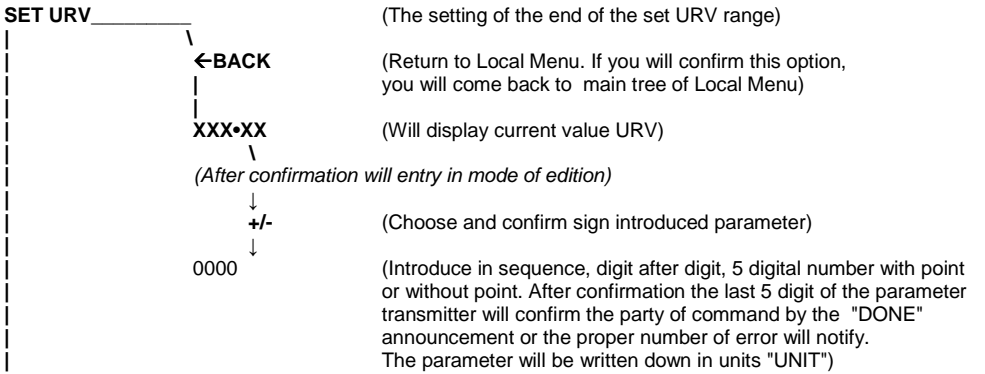 SET URV__________ (The setting of the end of the set URV range)
| \
| ←BACK (Return to Local Menu. If you will confirm this option,
| | you will come back to  main tree of Local Menu)
| |
| XXX•XX (Will display current value URV)
| \
| (After confirmation will entry in mode of edition)
| ↓
| +/- (Choose and confirm sign introduced parameter)
| ↓
| 0000 (Introduce in sequence, digit after digit, 5 digital number with point
| or without point. After confirmation the last 5 digit of the parameter
| transmitter will confirm the party of command by the  "DONE"
| announcement or the proper number of error will notify.
| The parameter will be written down in units "UNIT")